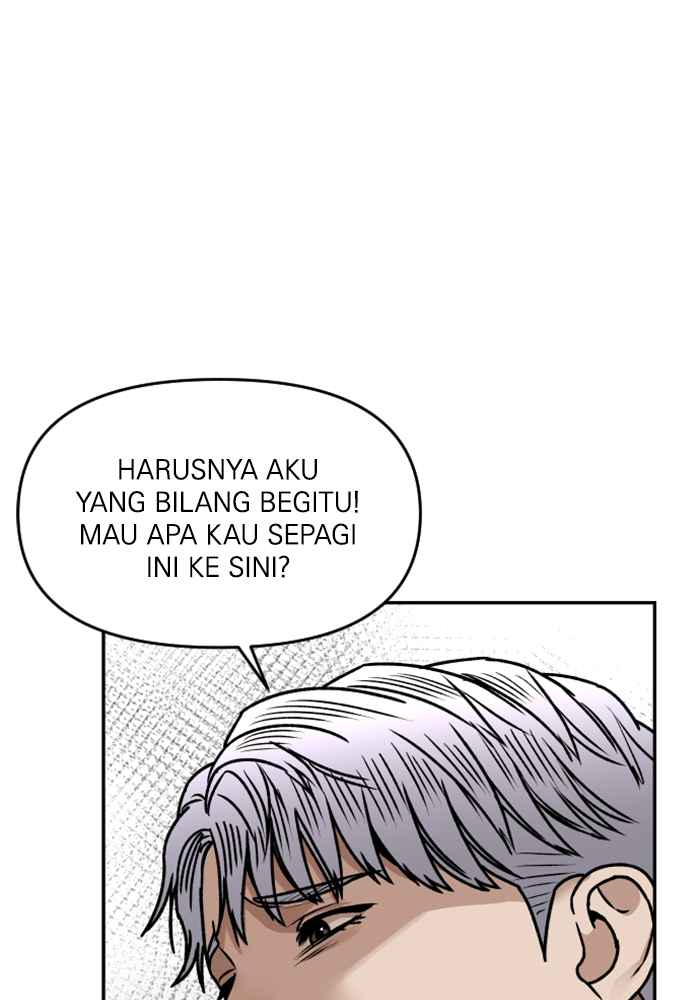 HARUSNYA AKU
YANG BILANG BEGITU!
MAU APA KAU SEPAGI
INI KE SINI?